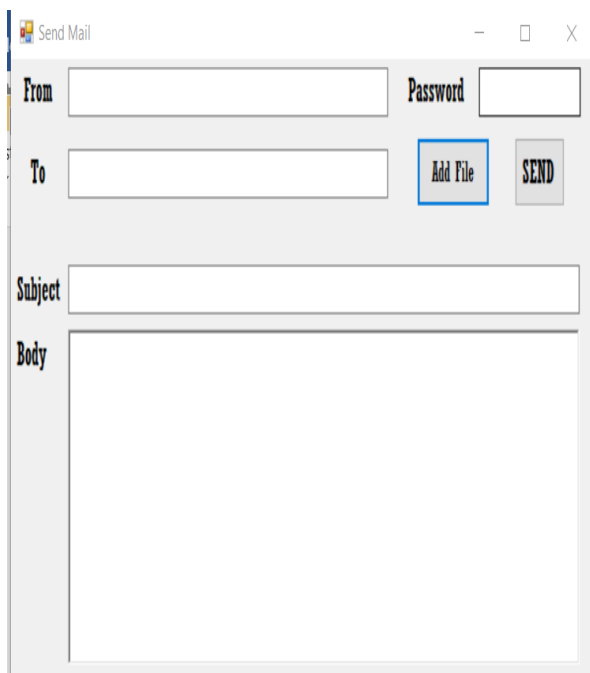 Send Mail
From
Password
To
Add File
SEND
Subject
Body